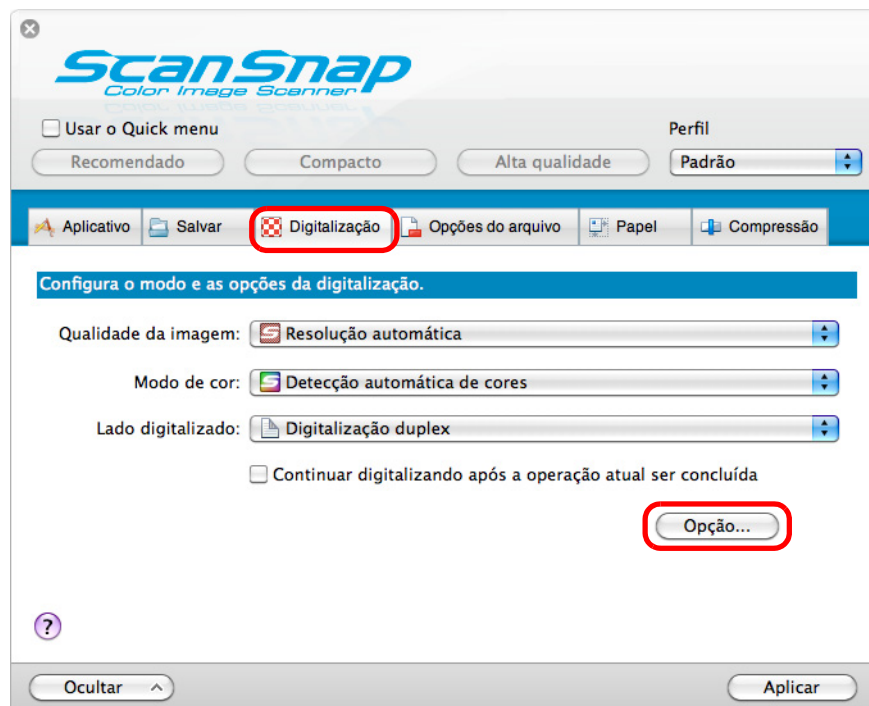 ScanSnap
Color Image Scanner
Usar o Quick menu
Perfil
Recomendado Compacto Alta qualidade Padrão
Aplicativo Salvar Digitalização Opções do arquivo Papel Compressão
Configura o modo e as opções da digitalização.
Qualidade da imagem: Resolução automática
Modo de cor: Detecção automática de cores
Lado digitalizado: Digitalização duplex
Continuar digitalizando após a operação atual ser concluída
Opção...
?
Ocultar Aplicar